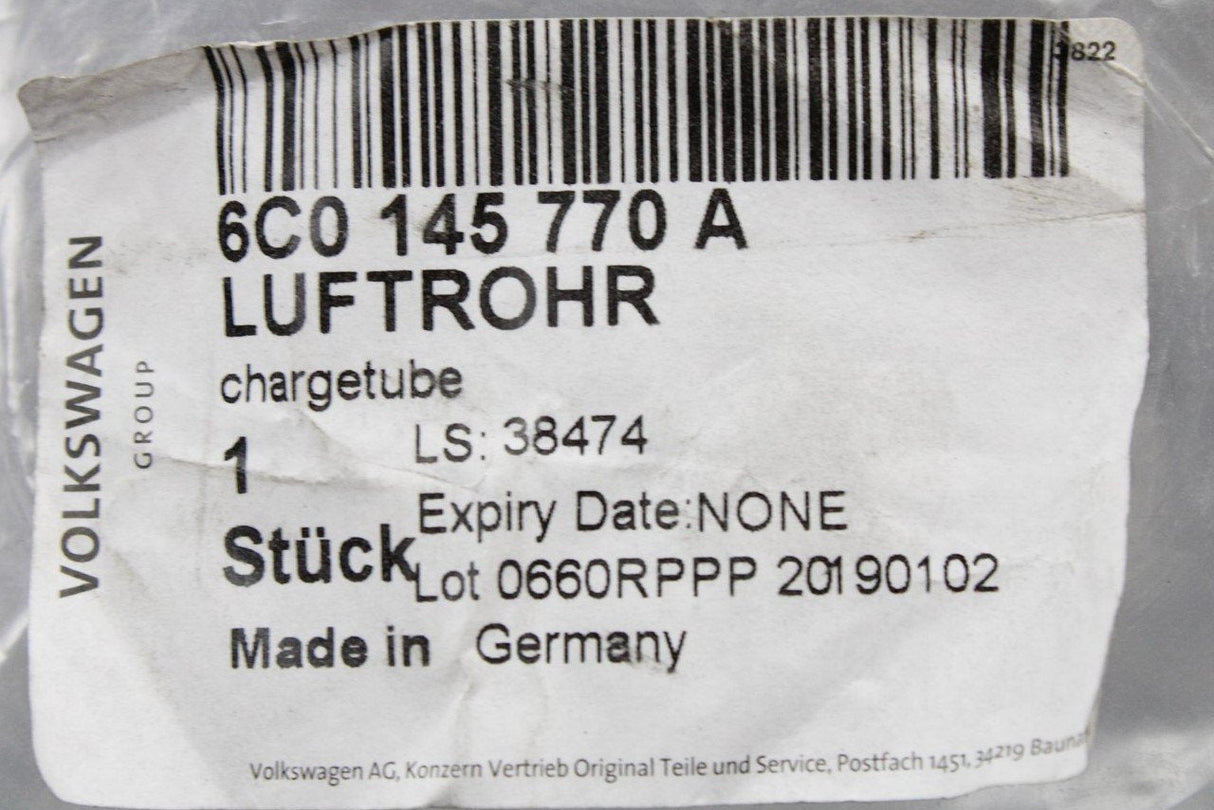 822
6C0 145 770 A
LUFTROHR
chargetube
1
LS: 38474
Expiry Date:NONE
Stück
Lot 0660RPPP 20190102
Made in Germany
Volkswagen AG, Konzern Vertrieb Original Teile und Service, Postfach 1451, 34219
VOLKSWAGEN
GROUP